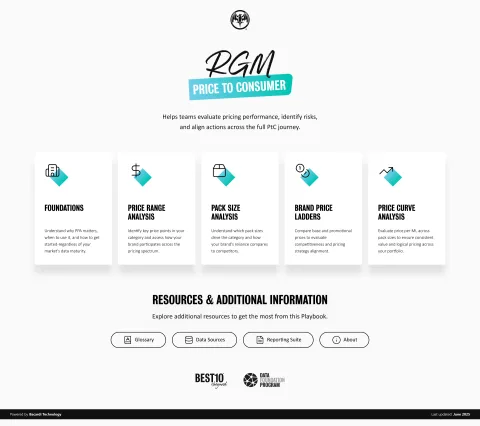 RGM
PRICE TO CONSUMER
Helps teams evaluate pricing performance, identify risks,
and align actions across the full PtC journey.
FOUNDATIONS
Understand why PPA matters,
when to use it, and how to get
started regardless of your
market's data maturity.
PRICE RANGE
ANALYSIS
Identify key price points in your
category and assess how your
brand participates across the
pricing spectrum.
PACK SIZE
ANALYSIS
Understand which pack sizes
drive the category and how
your brand's balance compares
to competitors.
BRAND PRICE
LADDERS
Compare base and promotional
prices to evaluate
competitiveness and pricing
strategy alignment.
PRICE CURVE
ANALYSIS
Evaluate price per ML across
pack sizes to ensure consistent
value and logical pricing across
your portfolio.
RESOURCES & ADDITIONAL INFORMATION
Explore additional resources to get the most from this Playbook.
Glossary
Data Sources
Reporting Suite
About
BEST10
DATA
FOUNDATION
PROGRAM
Powered by Bacardi Technology
Last updated: June 2025